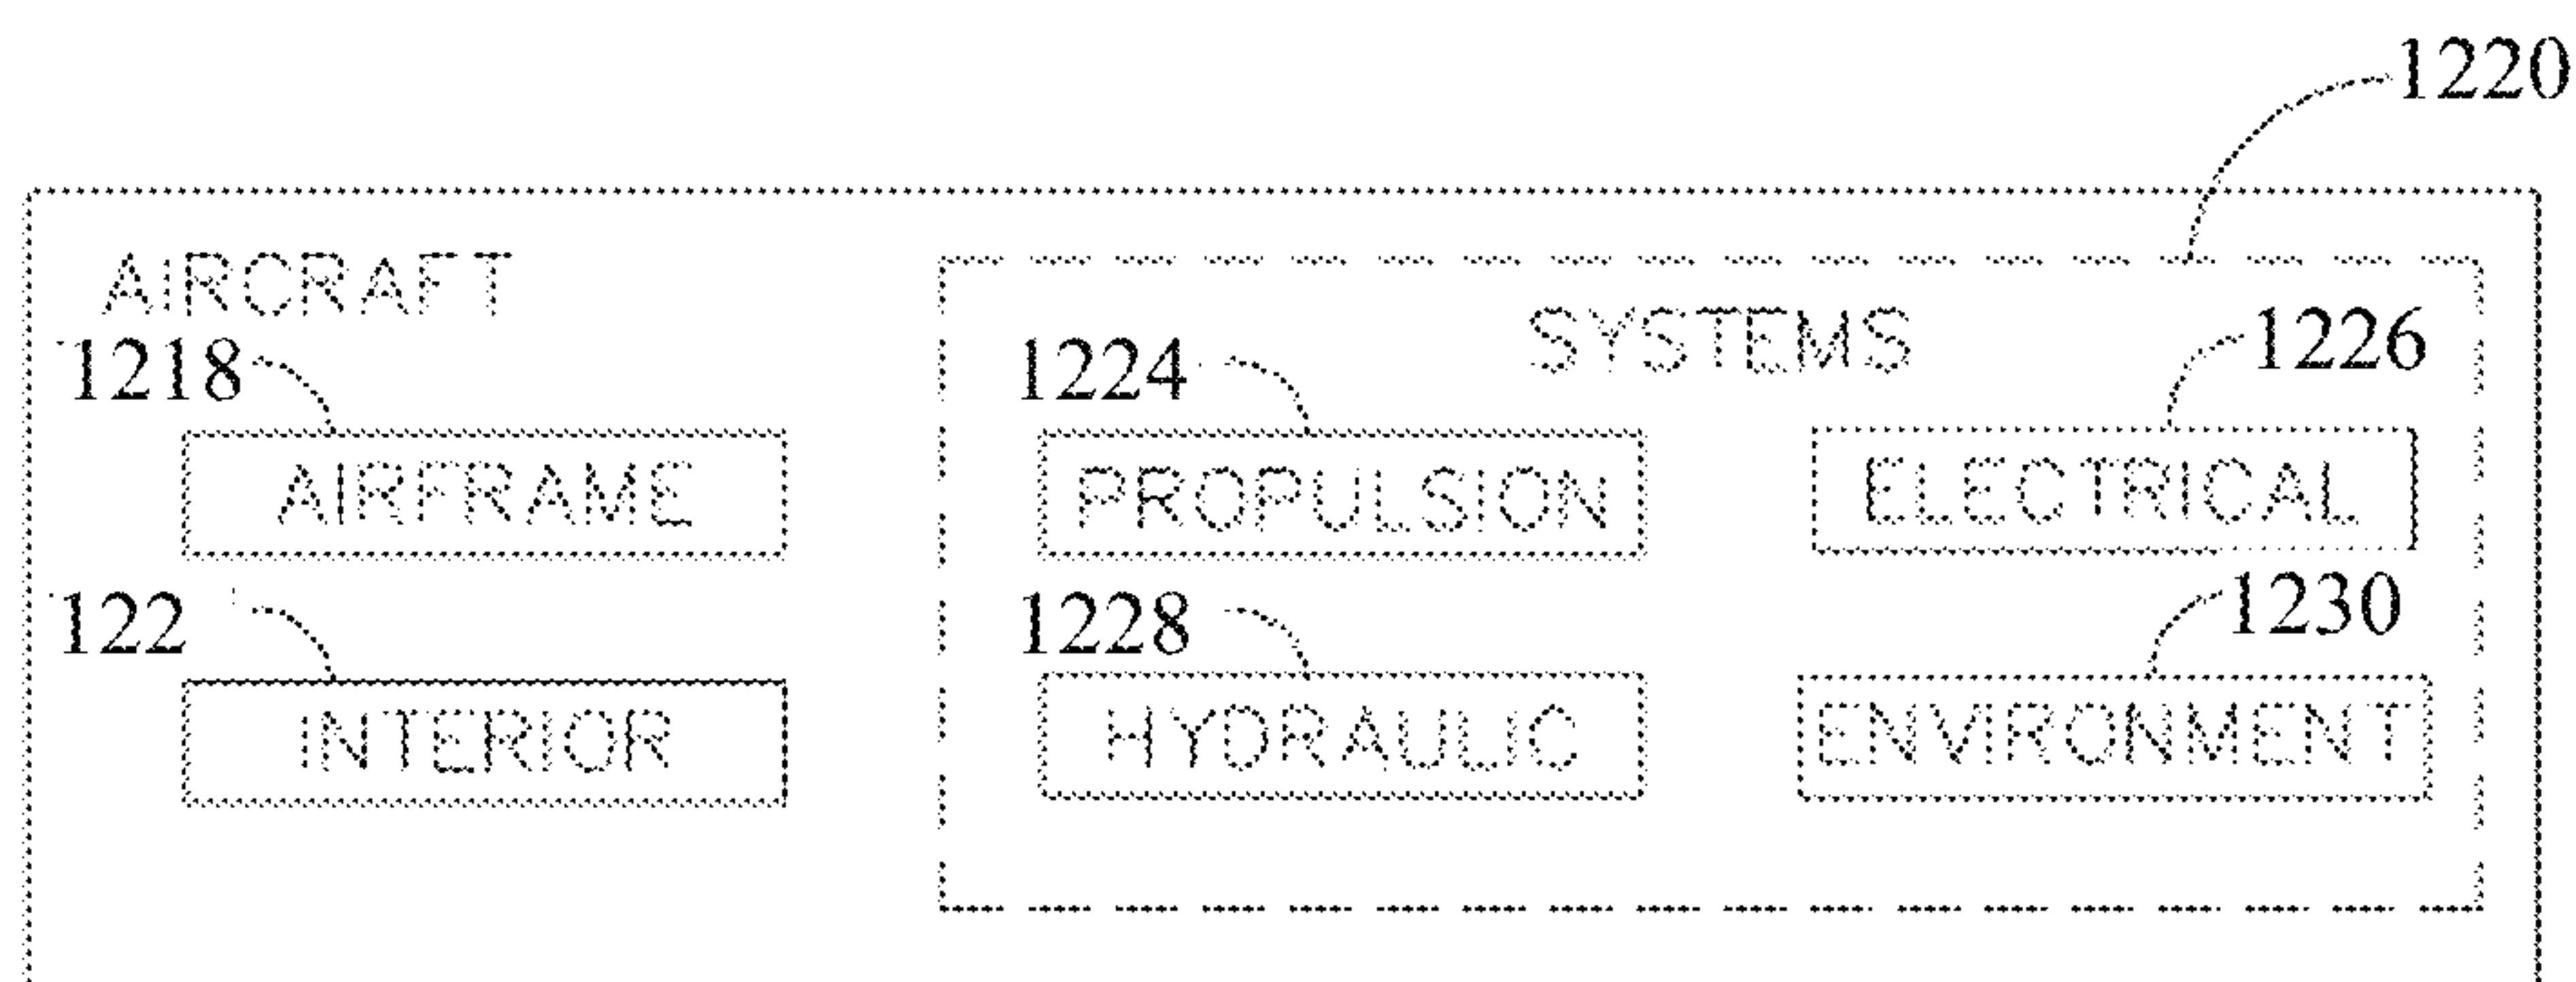 1220
AIRCRAFT
SYSTEMS
1218
1224
1226
AIRFRAME
PROPULSION
ELECTRICAL
122
1228
1230
INTERIOR
HYDRAULIC
ENVIRONMENT